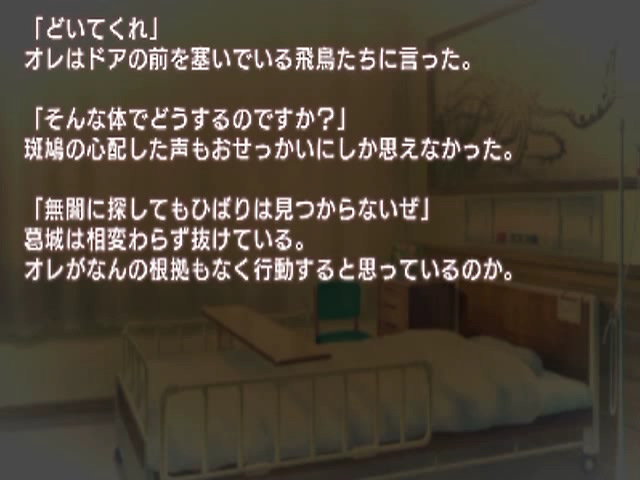 「どいてくれ」
オレはドアの前を塞いでいる飛鳥たちに言った。
「そんな体でどうするのですか？」
斑鳩の心配した声もおせっかいにしか思えなかった。
「無闇に探してもひばりは見つからないぜ」
葛城は相変わらず抜けている。
オレがなんの根拠もなく行動すると思っているのか。